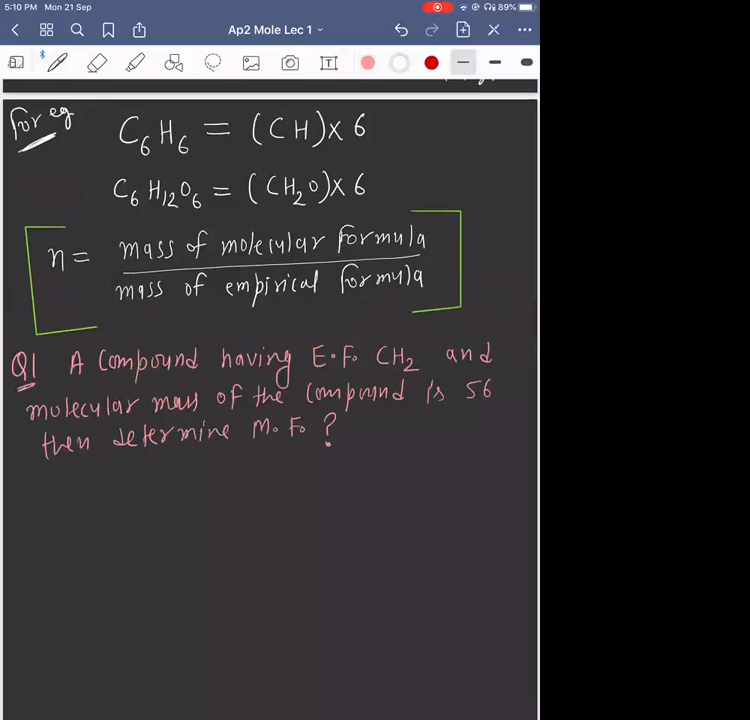 5:10 PM Mon 21 Sep 89%
Ap2 Mole Lec 1
For eg C₆H₆ = (CH)x 6
C₆H₁₂O₆ = (CH₂O)x 6
n = mass of molecular formula
mass of empirical formula
Q1 A compound having E.F. CH₂ and
molecular mass of the compound is 56
then determine M.F. ?